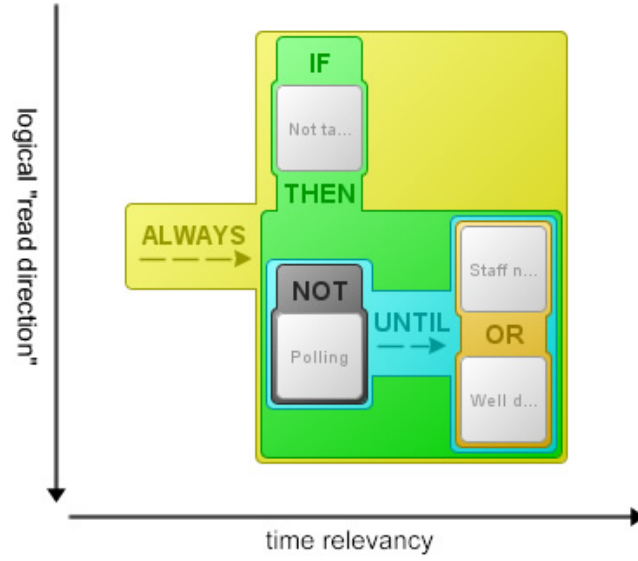 logical "read direction"
IF
Not ta...
THEN
ALWAYS
NOT
Polling
UNTIL
Staff n...
OR
Well d...
time relevancy